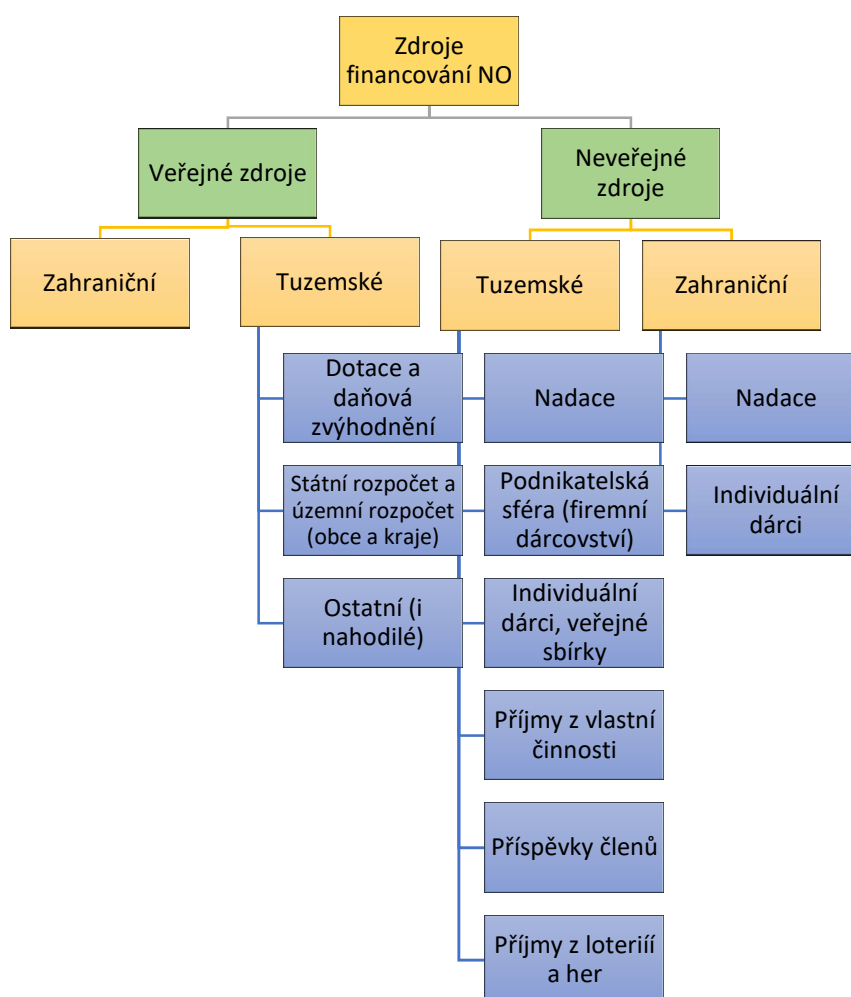 Zdroje
financování NO
Veřejné zdroje
Neveřejné
zdroje
Zahraniční
Tuzemské
Tuzemské
Zahraniční
Dotace a
daňová
zvýhodnění
Nadace
Nadace
Státní rozpočet a
územní rozpočet
(obce a kraje)
Podnikatelská
sféra (firemní
dárcovství)
Individuální
dárci
Ostatní (i
nahodilé)
Individuální
dárci, veřejné
sbírky
Příjmy z vlastní
činnosti
Příspěvky členů
Příjmy z loteriíí
a her